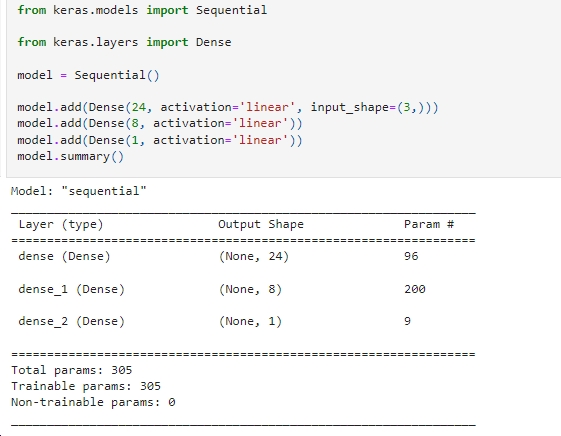 from keras.models import Sequential
from keras.layers import Dense
model = Sequential()
model.add(Dense(24, activation='linear', input_shape=(3,)))
model.add(Dense(8, activation='linear'))
model.add(Dense(1, activation='linear'))
model.summary()
Model: "sequential"
Layer (type) Output Shape Param #
dense (Dense) (None, 24) 96
dense_1 (Dense) (None, 8) 200
dense_2 (Dense) (None, 1) 9
Total params: 305
Trainable params: 305
Non-trainable params: 0